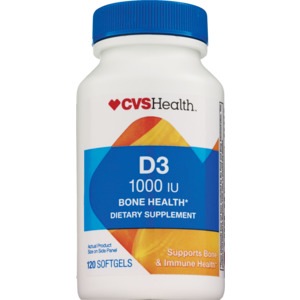 CVSHealth
D3
1000 IU
BONE HEALTH*
DIETARY SUPPLEMENT
Actual Product
Size on Side Panel
120 SOFTGELS
Supports Bone
& Immune Health*